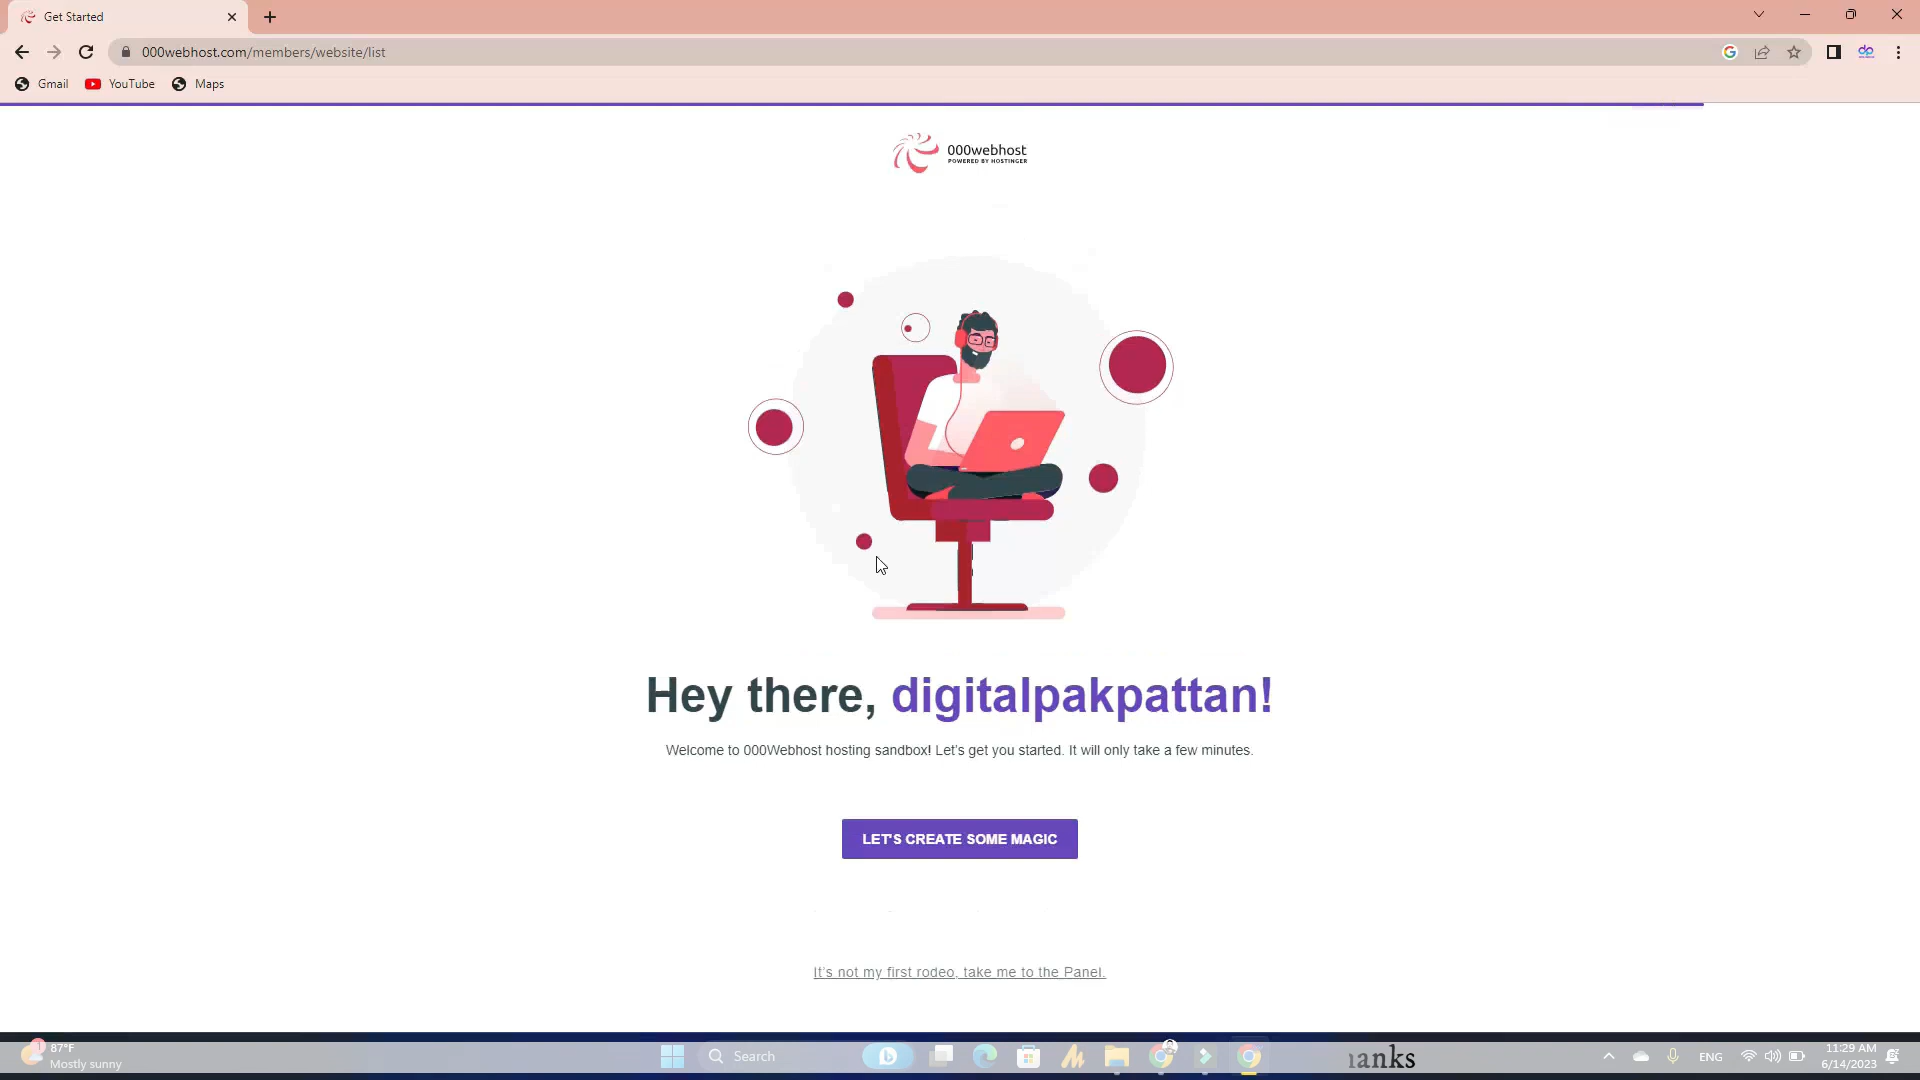 Get Started
000webhost.com/members/website/list
Gmail
YouTube
Maps
000webhost
POWERED BY HOSTINGER
Hey there, digitalpakpattan!
Welcome to 000Webhost hosting sandbox! Let's get you started. It will only take a few minutes.
LET'S CREATE SOME MAGIC
It's not my first rodeo, take me to the Panel.
87°F
Mostly sunny
Search
ENG
11:29 AM
6/14/2023